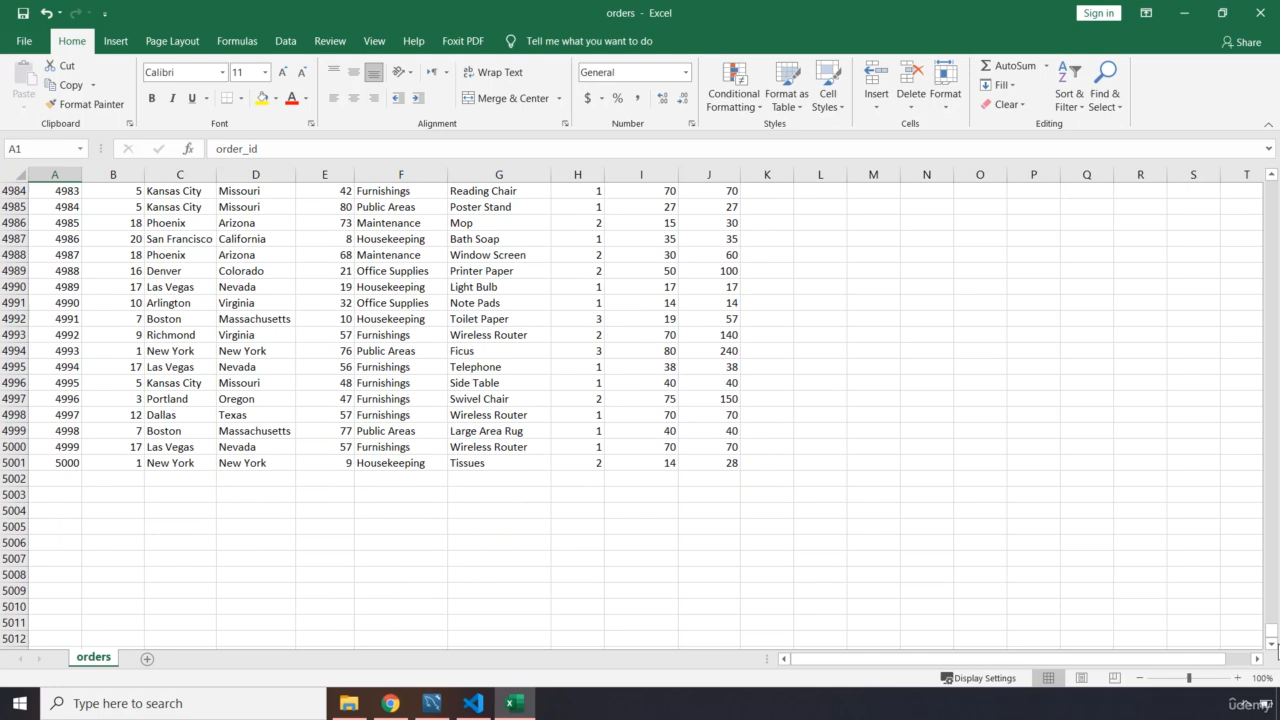 orders - Excel
Sign in
File Home Insert Page Layout Formulas Data Review View Help Foxit PDF Tell me what you want to do Share
Paste
Cut
Copy
Format Painter
Clipboard
Calibri 11
B I U
Font
Wrap Text
Merge & Center
Alignment
General
$ %
Number
Conditional Formatting
Format as Table
Cell Styles
Styles
Insert
Delete
Format
Cells
AutoSum
Fill
Clear
Sort & Filter
Find & Select
Editing
A1 fx order_id
A B C D E F G H I J K L M N O P Q R S T
4984 4983 5 Kansas City Missouri 42 Furnishings Reading Chair 1 70 70
4985 4984 5 Kansas City Missouri 80 Public Areas Poster Stand 1 27 27
4986 4985 18 Phoenix Arizona 73 Maintenance Mop 2 15 30
4987 4986 20 San Francisco California 8 Housekeeping Bath Soap 1 35 35
4988 4987 18 Phoenix Arizona 68 Maintenance Window Screen 2 30 60
4989 4988 16 Denver Colorado 21 Office Supplies Printer Paper 2 50 100
4990 4989 17 Las Vegas Nevada 19 Housekeeping Light Bulb 1 17 17
4991 4990 10 Arlington Virginia 32 Office Supplies Note Pads 1 14 14
4992 4991 7 Boston Massachusetts 10 Housekeeping Toilet Paper 3 19 57
4993 4992 9 Richmond Virginia 57 Furnishings Wireless Router 2 70 140
4994 4993 1 New York New York 76 Public Areas Ficus 3 80 240
4995 4994 17 Las Vegas Nevada 56 Furnishings Telephone 1 38 38
4996 4995 5 Kansas City Missouri 48 Furnishings Side Table 1 40 40
4997 4996 3 Portland Oregon 47 Furnishings Swivel Chair 2 75 150
4998 4997 12 Dallas Texas 57 Furnishings Wireless Router 1 70 70
4999 4998 7 Boston Massachusetts 77 Public Areas Large Area Rug 1 40 40
5000 4999 17 Las Vegas Nevada 57 Furnishings Wireless Router 1 70 70
5001 5000 1 New York New York 9 Housekeeping Tissues 2 14 28
5002
5003
5004
5005
5006
5007
5008
5009
5010
5011
5012
orders
Display Settings 100%
Type here to search
udemy